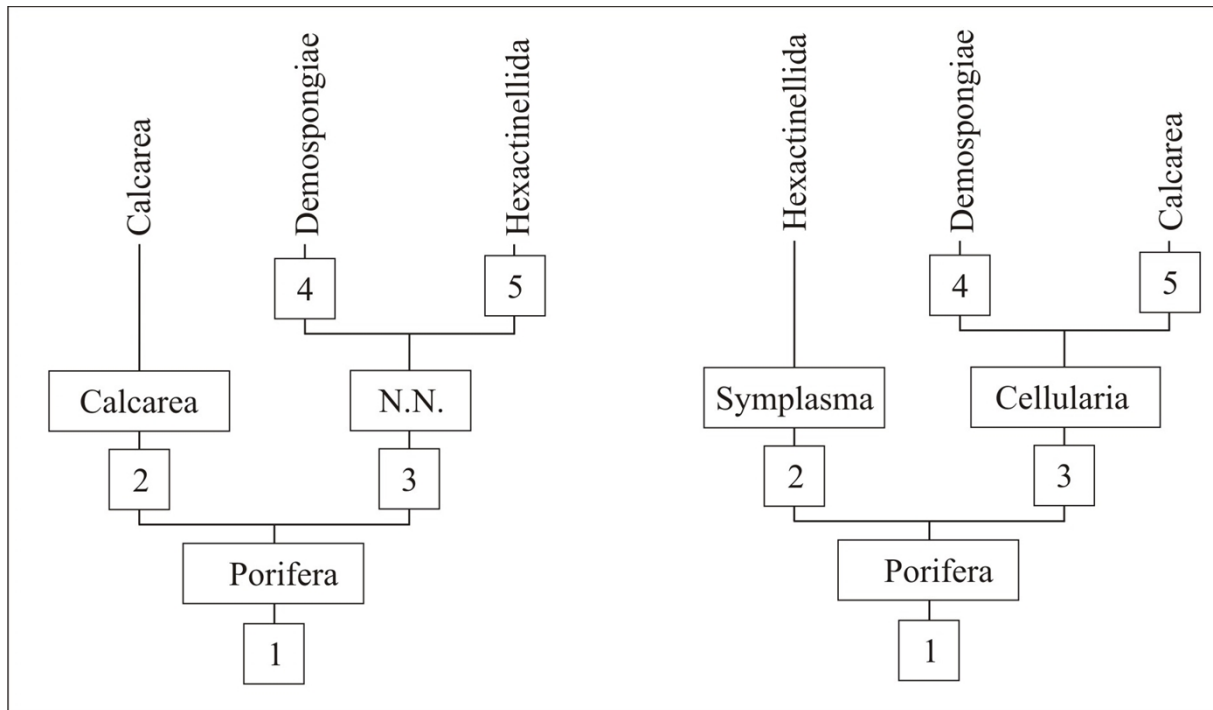 Calcarea
Demospongiae
Hexactinellida
4
5
Calcarea
N.N.
2
3
Porifera
1
Hexactinellida
Demospongiae
Calcarea
4
5
Symplasma
Cellularia
2
3
Porifera
1